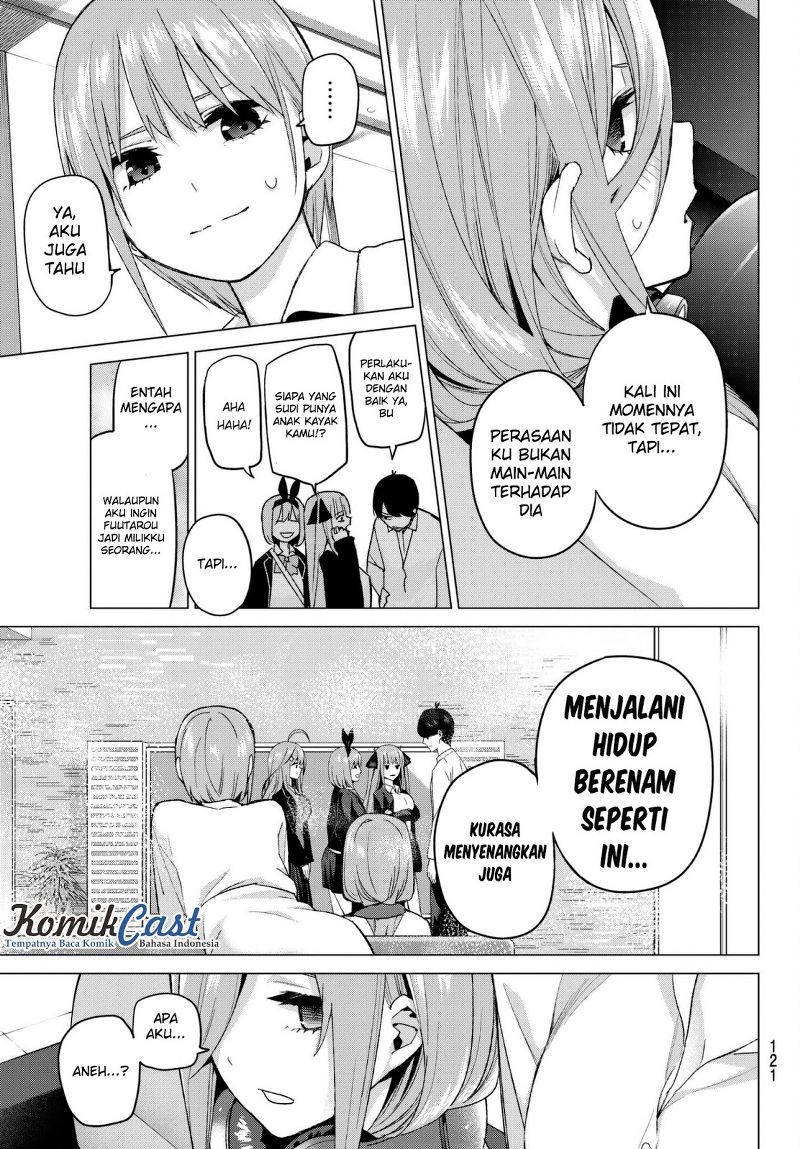 KALI INI
MOMENNYA
TIDAK TEPAT,
TAPI...
PERASAAN
KU BUKAN
MAIN-MAIN
TERHADAP
DIA
......
YA,
AKU
JUGA
TAHU
PERLAKU-
KAN AKU
DENGAN
BAIK YA,
BU
SIAPA YANG
SUDI PUNYA
ANAK KAYAK
KAMU!?
AHA
HAHA!
TAPI...
ENTAH
MENGAPA
...
WALAUPUN
AKU INGIN
FUUTAROU
JADI MILIKKU
SEORANG...
MENJALANI
HIDUP
BERENAM
SEPERTI
INI...
KURASA
MENYENANGKAN
JUGA
KomikCast
Tempatnya Baca Komik Bahasa Indonesia
APA
AKU...
ANEH...?
121